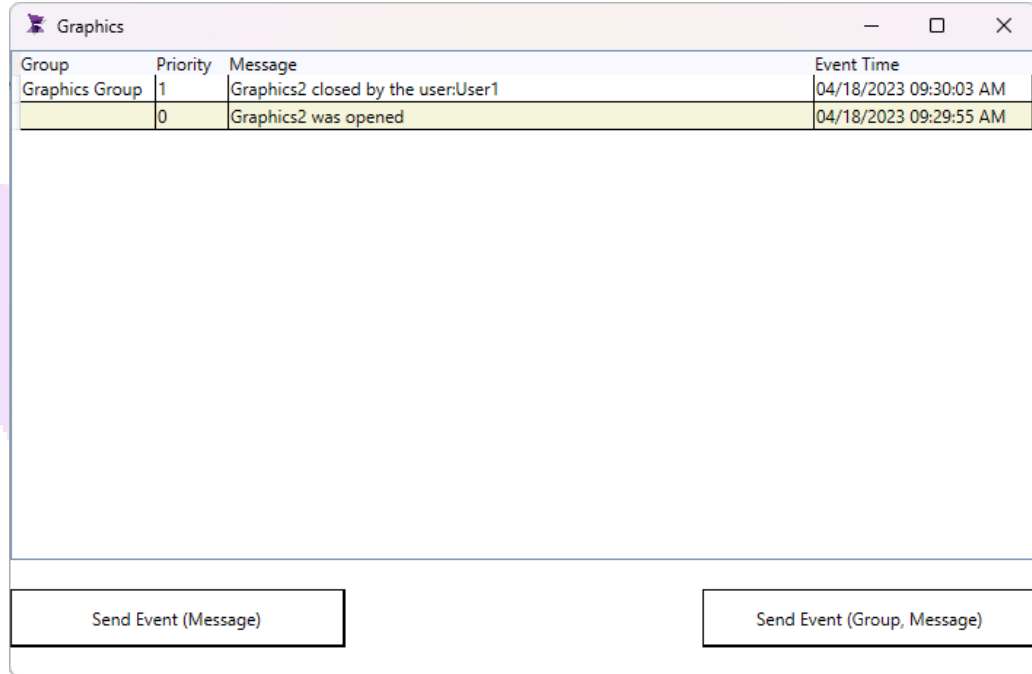 Graphics
Group Priority Message Event Time
Graphics Group 1 Graphics2 closed by the user:User1 04/18/2023 09:30:03 AM
0 Graphics2 was opened 04/18/2023 09:29:55 AM
Send Event (Message) Send Event (Group, Message)